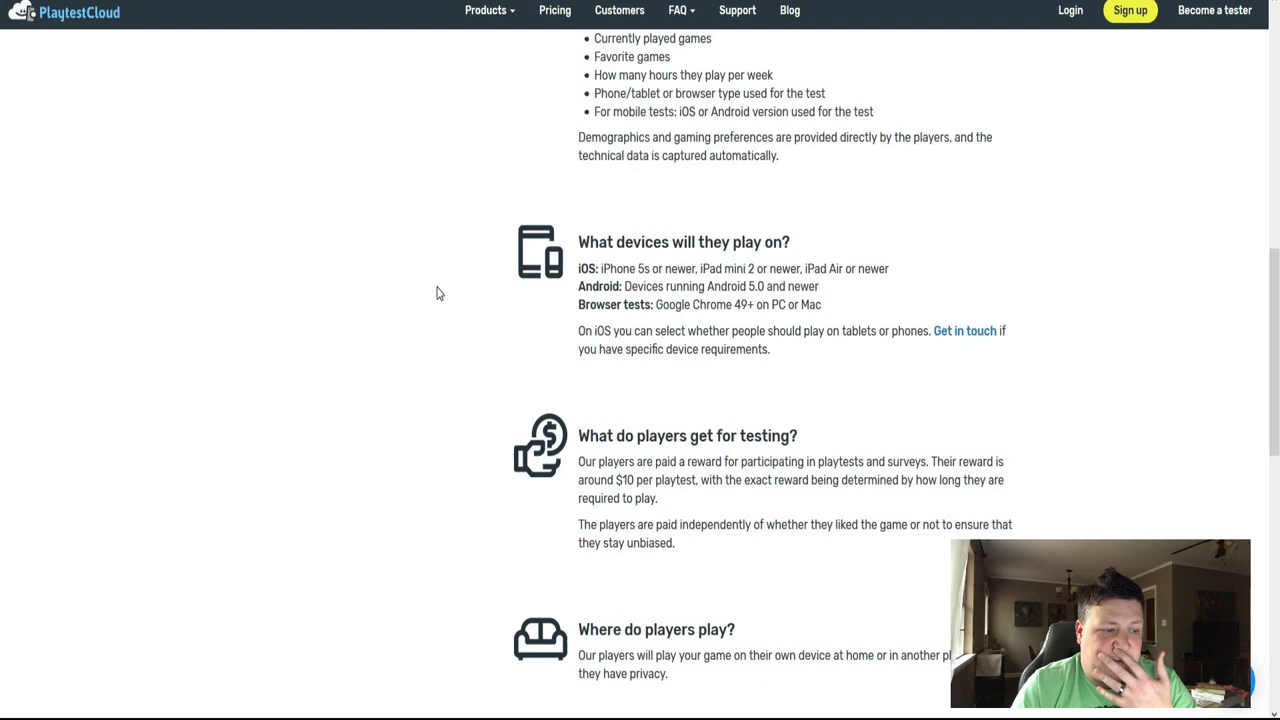 PlaytestCloud
Products Pricing Customers FAQ Support Blog Login Sign up Become a tester
Currently played games
Favorite games
How many hours they play per week
Phone/tablet or browser type used for the test
For mobile tests: iOS or Android version used for the test
Demographics and gaming preferences are provided directly by the players, and the
technical data is captured automatically.
What devices will they play on?
iOS: iPhone 5s or newer, iPad mini 2 or newer, iPad Air or newer
Android: Devices running Android 5.0 and newer
Browser tests: Google Chrome 49+ on PC or Mac
On iOS you can select whether people should play on tablets or phones. Get in touch if
you have specific device requirements.
What do players get for testing?
Our players are paid a reward for participating in playtests and surveys. Their reward is
around $10 per playtest, with the exact reward being determined by how long they are
required to play.
The players are paid independently of whether they liked the game or not to ensure that
they stay unbiased.
Where do players play?
Our players will play your game on their own device at home or in another
they have privacy.